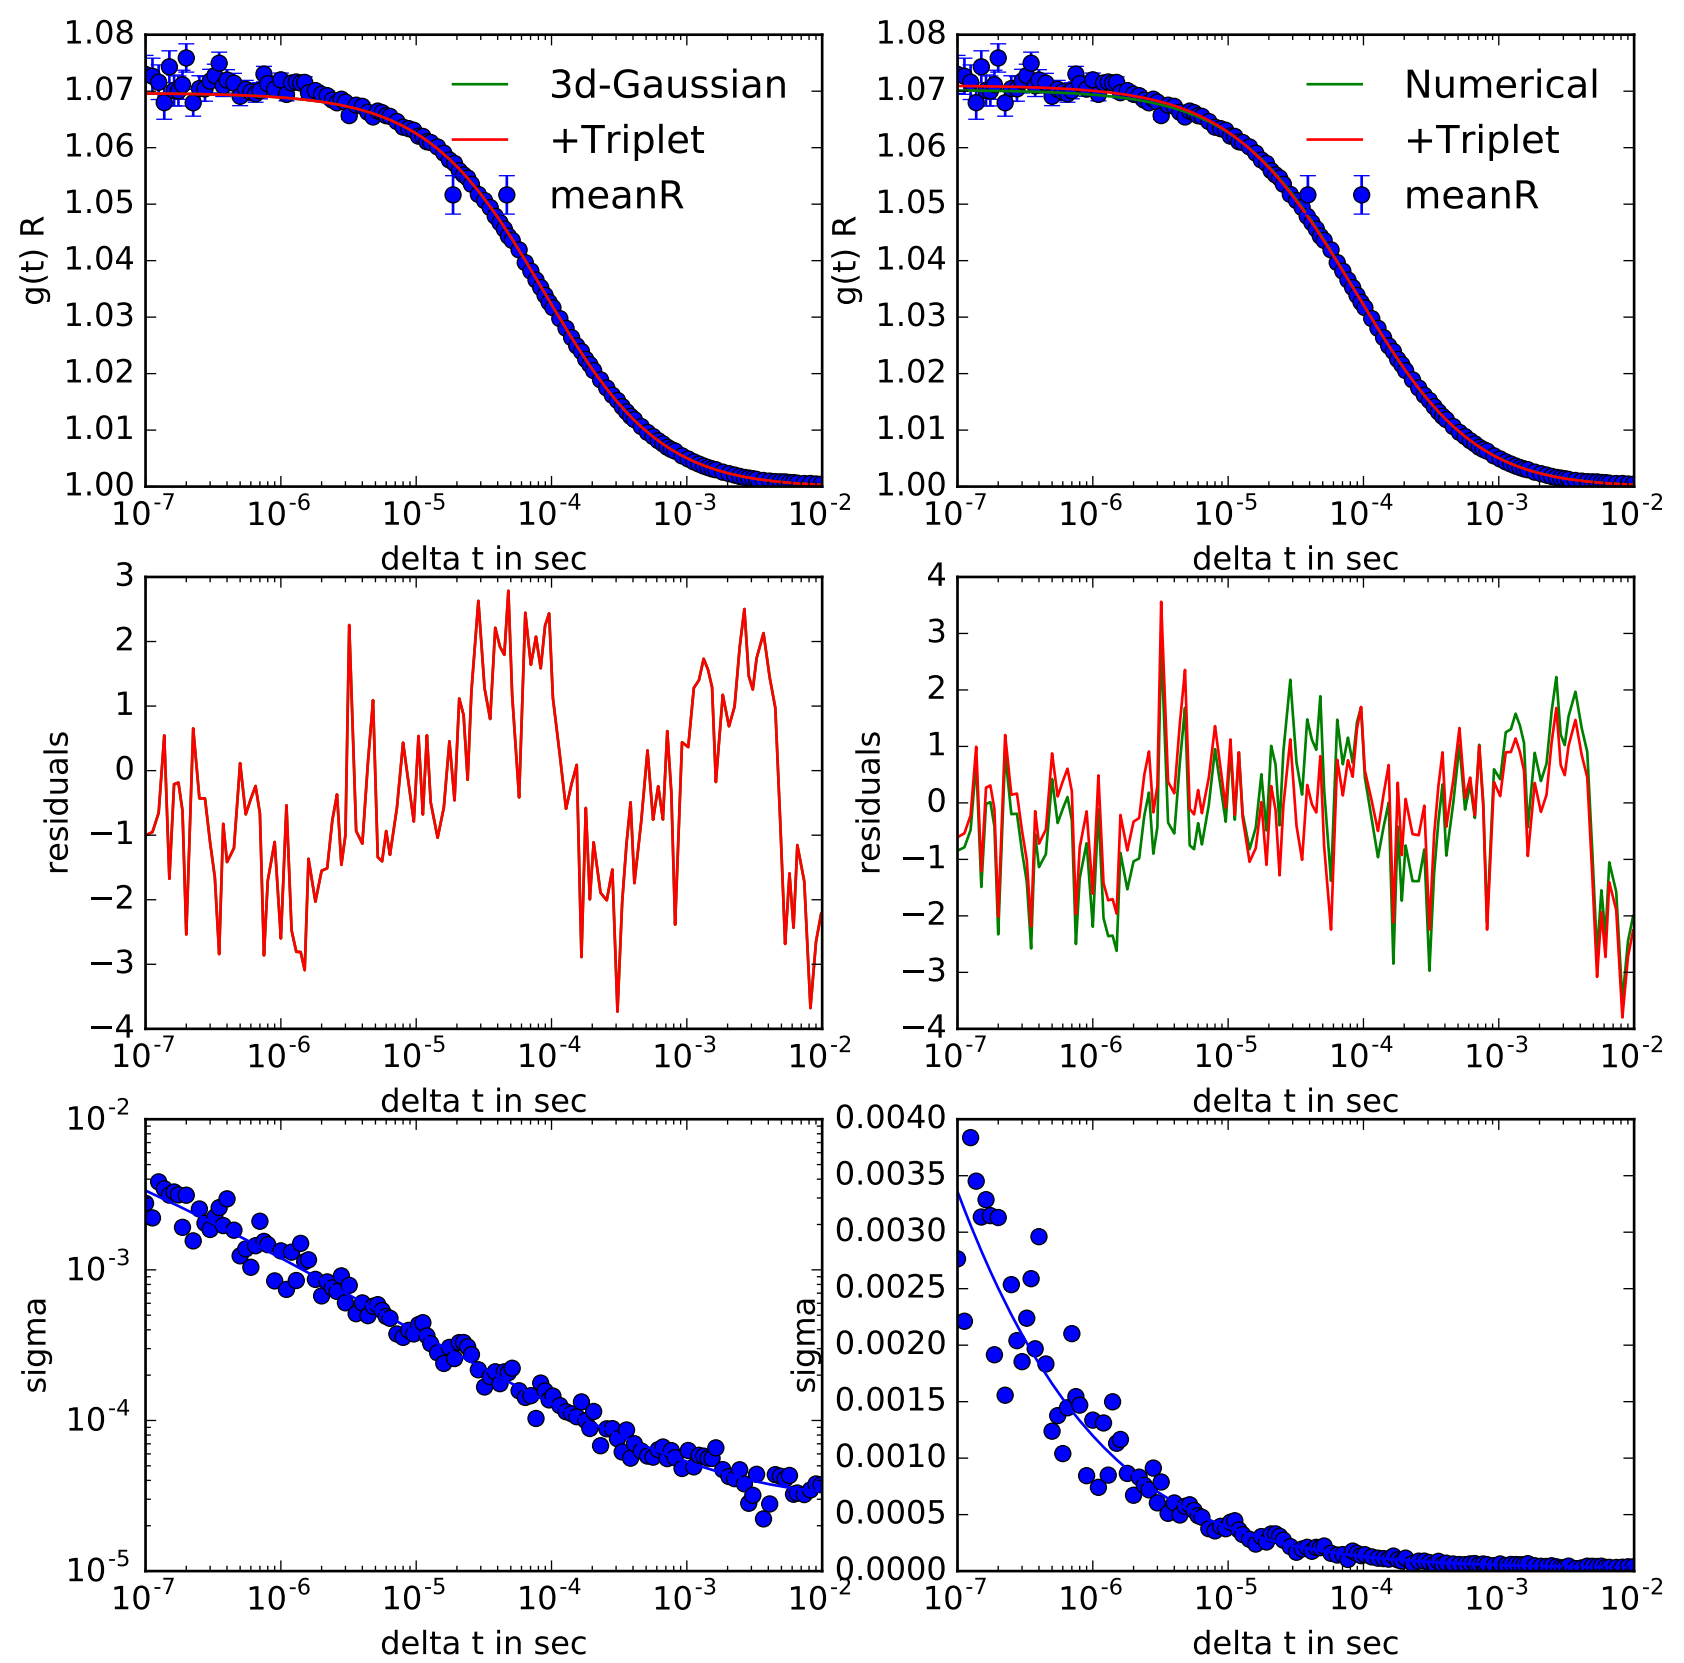 1.08
1.07
1.06
1.05
1.04
1.03
1.02
1.01
1.00
g(t) R
3d-Gaussian
+Triplet
meanR
10-7 10-6 10-5 10-4 10-3 10-2
delta t in sec
1.08
1.07
1.06
1.05
1.04
1.03
1.02
1.01
1.00
g(t) R
Numerical
+Triplet
meanR
10-7 10-6 10-5 10-4 10-3 10-2
delta t in sec
3
2
1
0
−1
−2
−3
−4
residuals
10-7 10-6 10-5 10-4 10-3 10-2
delta t in sec
4
3
2
1
0
−1
−2
−3
−4
residuals
10-7 10-6 10-5 10-4 10-3 10-2
delta t in sec
10-2
10-3
10-4
10-5
sigma
10-7 10-6 10-5 10-4 10-3 10-2
delta t in sec
0.0040
0.0035
0.0030
0.0025
0.0020
0.0015
0.0010
0.0005
0.0000
sigma
10-7 10-6 10-5 10-4 10-3 10-2
delta t in sec